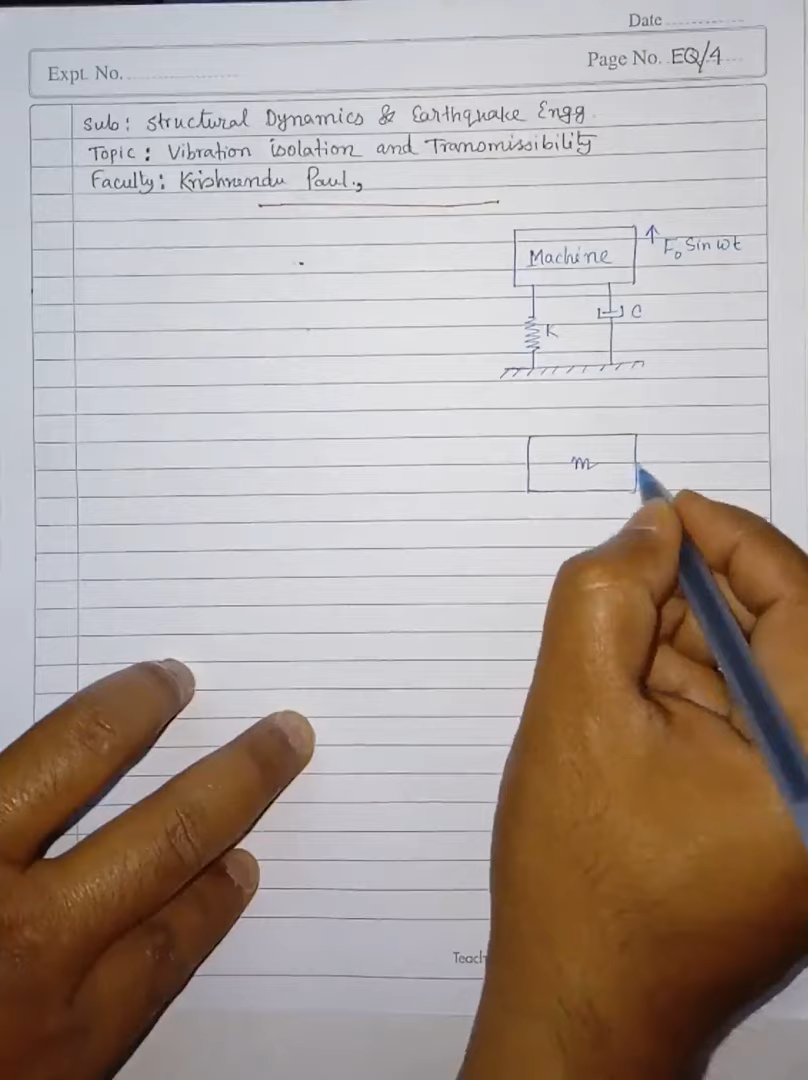 Date
Expt. No.
Page No. EQ/4
Sub: Structural Dynamics & Earthquake Engg.
Topic: Vibration isolation and Transmissibility
Faculty: Krishnendu Paul.,
Machine
F₀ Sin ωt
K
C
m
Teach